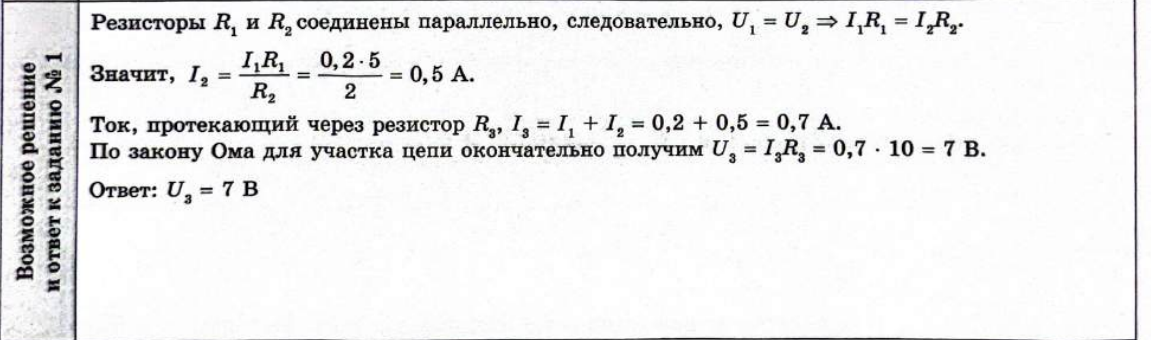 Возможное решение
и ответ к заданию № 1
Резисторы R₁ и R₂ соединены параллельно, следовательно, U₁ = U₂ ⇒ I₁R₁ = I₂R₂.
Значит, I₂ = I₁R₁/R₂ = 0,2 · 5/2 = 0,5 А.
Ток, протекающий через резистор R₃, I₃ = I₁ + I₂ = 0,2 + 0,5 = 0,7 А.
По закону Ома для участка цепи окончательно получим U₃ = I₃R₃ = 0,7 · 10 = 7 В.
Ответ: U₃ = 7 В